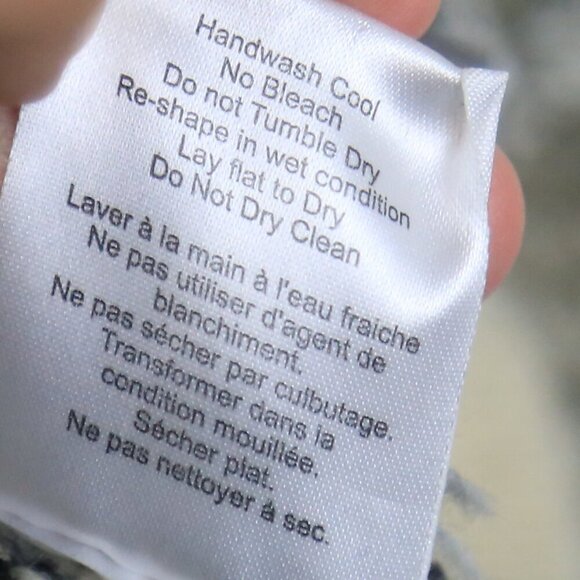 Handwash Cool
No Bleach
Do not Tumble Dry
Re-shape in wet condition
Lay flat to Dry
Do Not Dry Clean
Laver à la main à l'eau fraiche
Ne pas utiliser d'agent de
blanchiment.
Ne pas sécher par culbutage.
Transformer dans la
condition mouillée.
Sécher plat.
Ne pas nettoyer à sec.